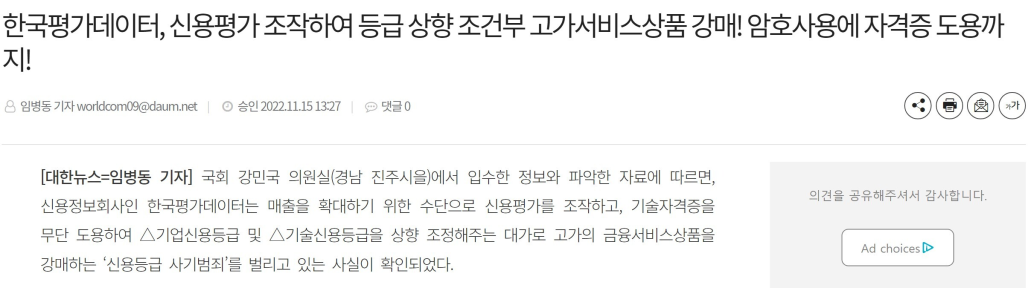 한국평가데이터, 신용평가 조작하여 등급 상향 조건부 고가서비스상품 강매! 암호사용에 자격증 도용까
지!
임병동 기자 worldcom09@daum.net | 승인 2022.11.15 13:27 | 댓글 0
가가
[대한뉴스=임병동 기자] 국회 강민국 의원실(경남 진주시을)에서 입수한 정보와 파악한 자료에 따르면,
신용정보회사인 한국평가데이터는 매출을 확대하기 위한 수단으로 신용평가를 조작하고, 기술자격증을
무단 도용하여 △기업신용등급 및 △기술신용등급을 상향 조정해주는 대가로 고가의 금융서비스상품을
강매하는 ‘신용등급 사기범죄’를 벌리고 있는 사실이 확인되었다.
의견을 공유해주셔서 감사합니다.
Ad choices